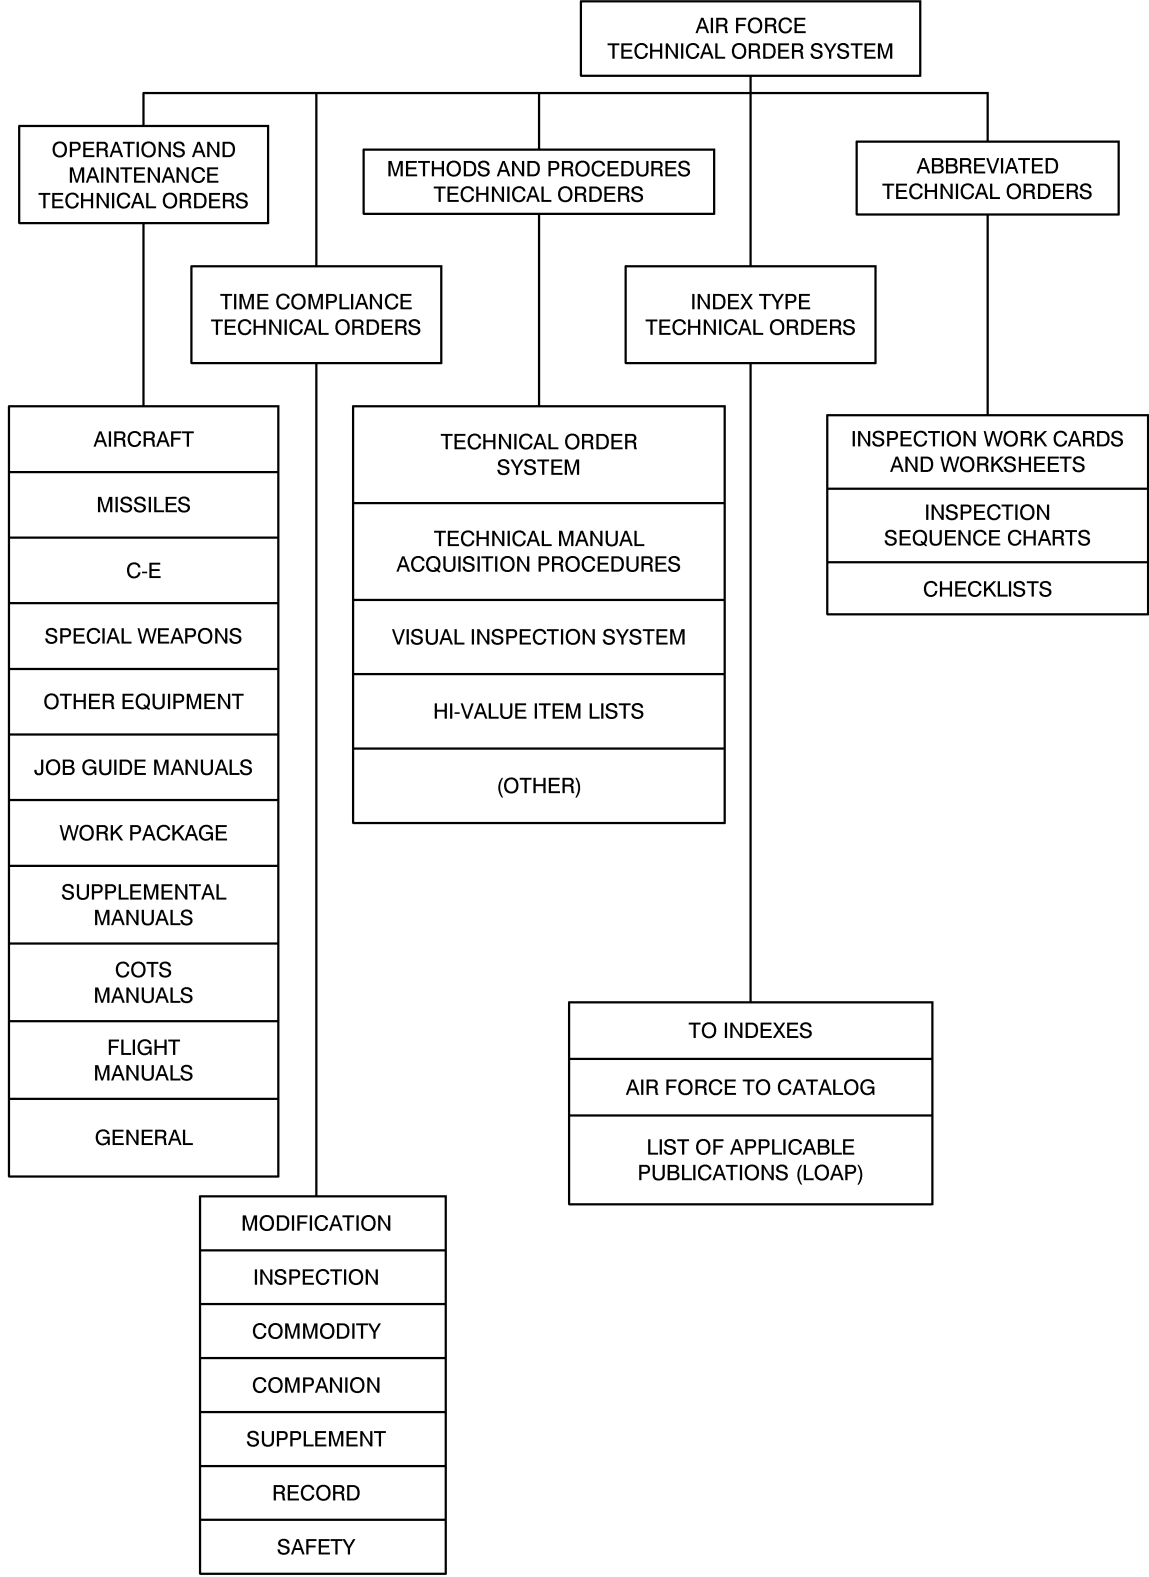 AIR FORCE
TECHNICAL ORDER SYSTEM
OPERATIONS AND
MAINTENANCE
TECHNICAL ORDERS
METHODS AND PROCEDURES
TECHNICAL ORDERS
ABBREVIATED
TECHNICAL ORDERS
TIME COMPLIANCE
TECHNICAL ORDERS
INDEX TYPE
TECHNICAL ORDERS
AIRCRAFT
MISSILES
C-E
SPECIAL WEAPONS
OTHER EQUIPMENT
JOB GUIDE MANUALS
WORK PACKAGE
SUPPLEMENTAL
MANUALS
COTS
MANUALS
FLIGHT
MANUALS
GENERAL
TECHNICAL ORDER
SYSTEM
TECHNICAL MANUAL
ACQUISITION PROCEDURES
VISUAL INSPECTION SYSTEM
HI-VALUE ITEM LISTS
(OTHER)
INSPECTION WORK CARDS
AND WORKSHEETS
INSPECTION
SEQUENCE CHARTS
CHECKLISTS
TO INDEXES
AIR FORCE TO CATALOG
LIST OF APPLICABLE
PUBLICATIONS (LOAP)
MODIFICATION
INSPECTION
COMMODITY
COMPANION
SUPPLEMENT
RECORD
SAFETY